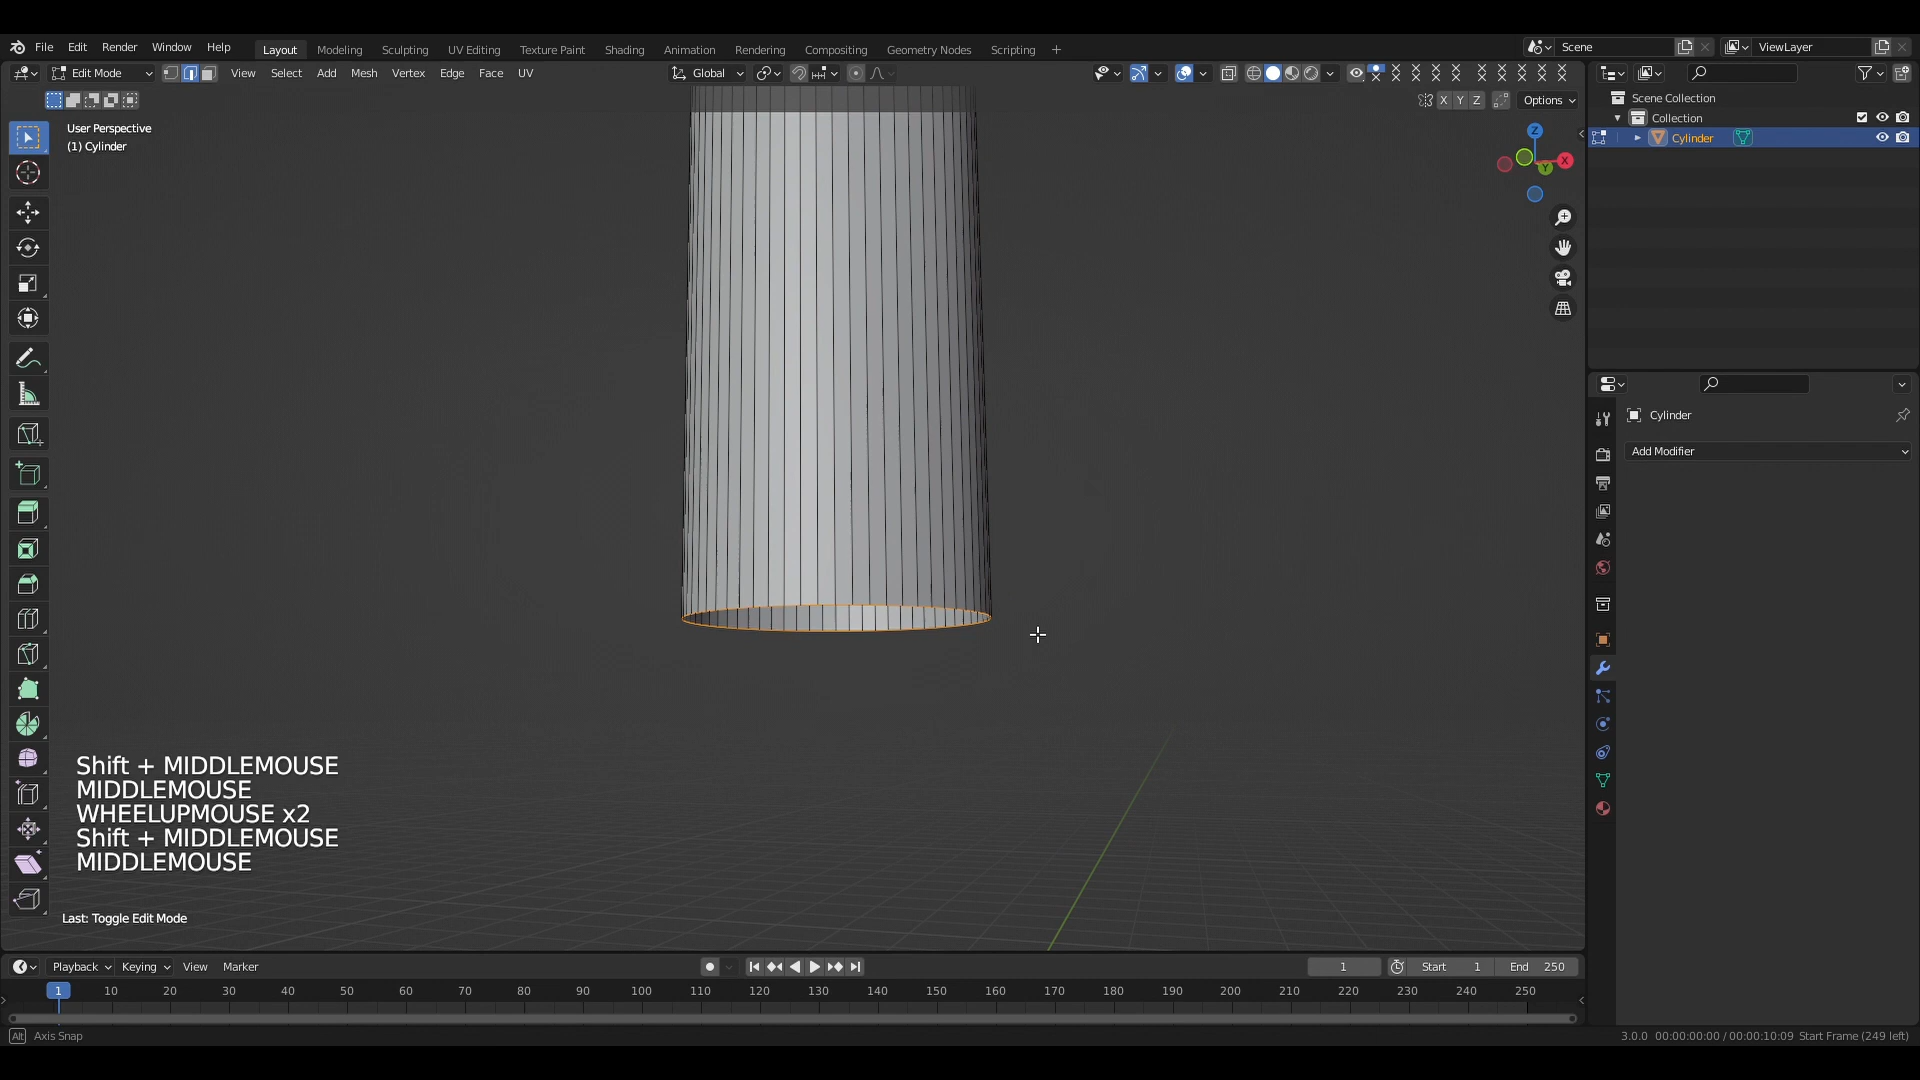 File Edit Render Window Help
Layout Modeling Sculpting UV Editing Texture Paint Shading Animation Rendering Compositing Geometry Nodes Scripting +
Scene
ViewLayer
Edit Mode
View Select Add Mesh Vertex Edge Face UV
Global
X Y Z
Options
User Perspective
(1) Cylinder
Z
X
Y
Scene Collection
Collection
Cylinder
Cylinder
Add Modifier
Shift + MIDDLEMOUSE
MIDDLEMOUSE
WHEELUPMOUSE x2
Shift + MIDDLEMOUSE
MIDDLEMOUSE
Last: Toggle Edit Mode
Playback Keying View Marker
1
Start 1
End 250
1 10 20 30 40 50 60 70 80 90 100 110 120 130 140 150 160 170 180 190 200 210 220 230 240 250
Alt Axis Snap
3.0.0 00:00:00:00 / 00:00:10:09 Start Frame (249 left)